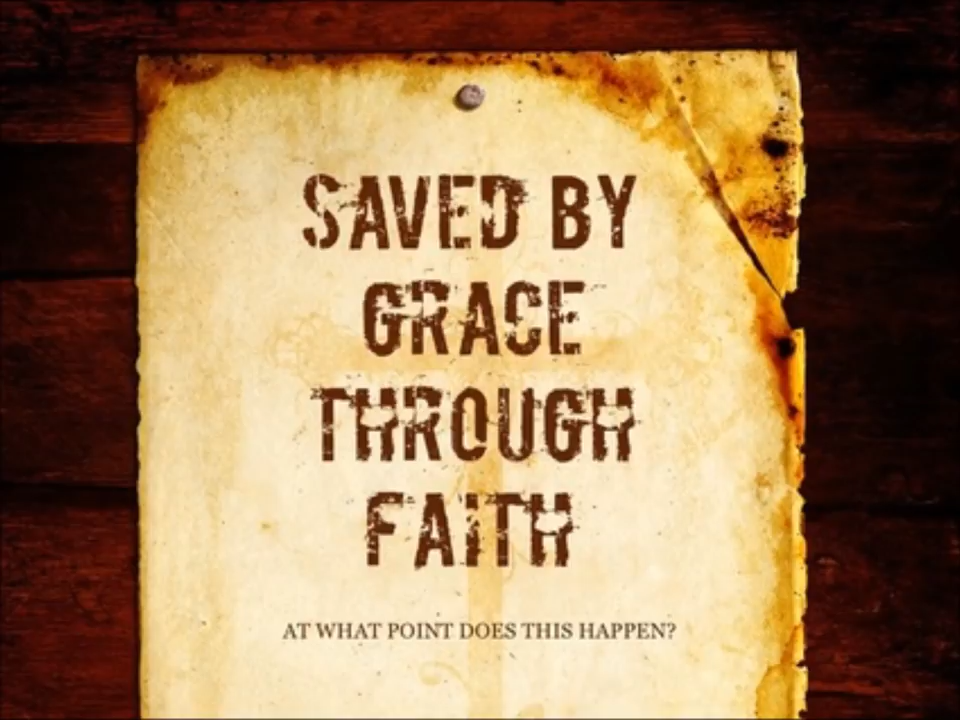 SAVED BY
GRACE
THROUGH
FAITH
AT WHAT POINT DOES THIS HAPPEN?